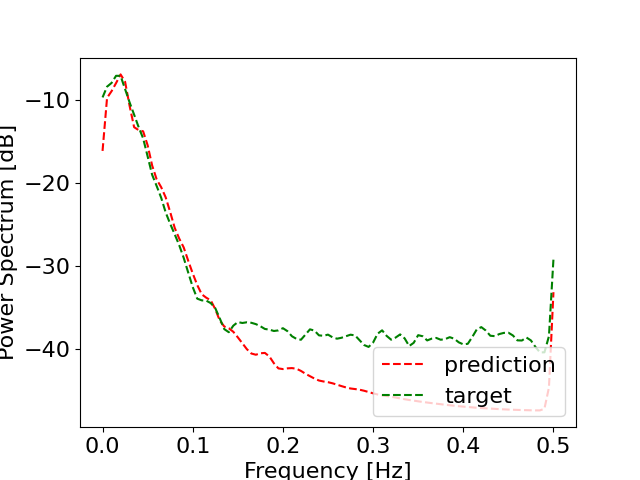 Power Spectrum [dB]
−10
−20
−30
−40
prediction
target
0.0 0.1 0.2 0.3 0.4 0.5
Frequency [Hz]